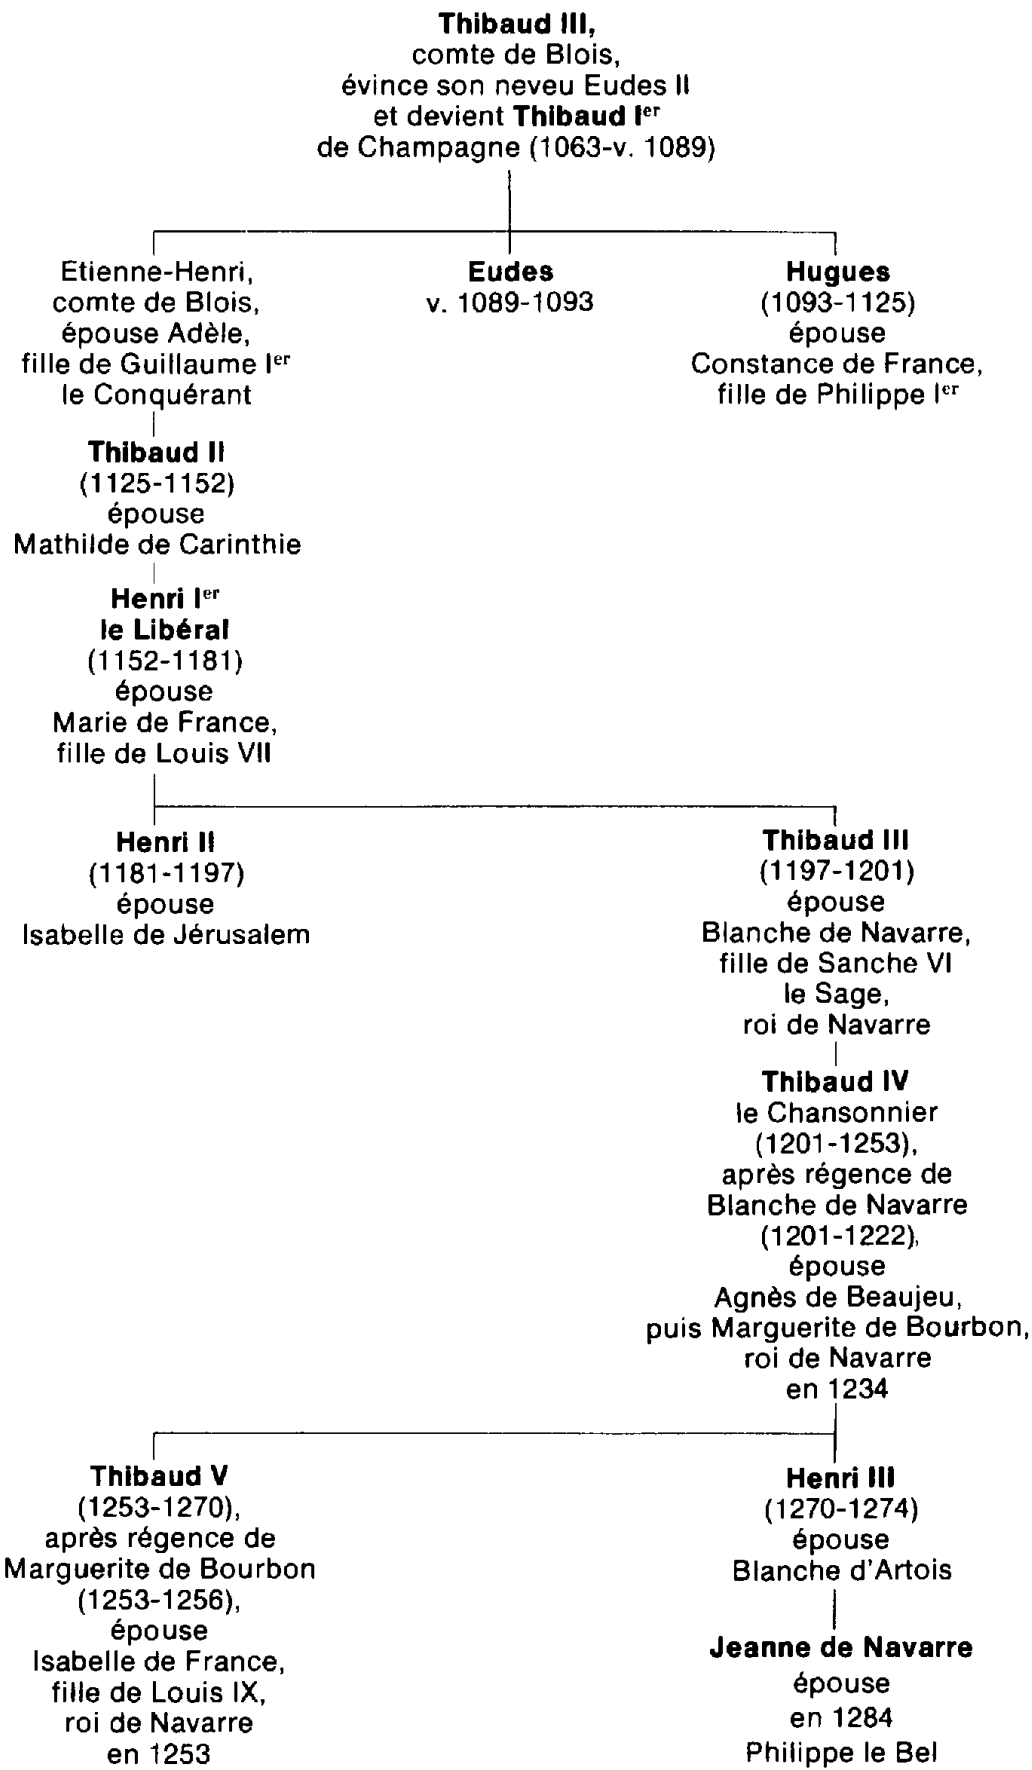 Thibaud III,
comte de Blois,
évince son neveu Eudes II
et devient Thibaud Ier
de Champagne (1063-v. 1089)
Etienne-Henri,
comte de Blois,
épouse Adèle,
fille de Guillaume Ier
le Conquérant
Eudes
v. 1089-1093
Hugues
(1093-1125)
épouse
Constance de France,
fille de Philippe Ier
Thibaud II
(1125-1152)
épouse
Mathilde de Carinthie
Henri Ier
le Libéral
(1152-1181)
épouse
Marie de France,
fille de Louis VII
Henri II
(1181-1197)
épouse
Isabelle de Jérusalem
Thibaud III
(1197-1201)
épouse
Blanche de Navarre,
fille de Sanche VI
le Sage,
roi de Navarre
Thibaud IV
le Chansonnier
(1201-1253),
après régence de
Blanche de Navarre
(1201-1222),
épouse
Agnès de Beaujeu,
puis Marguerite de Bourbon,
roi de Navarre
en 1234
Thibaud V
(1253-1270),
après régence de
Marguerite de Bourbon
(1253-1256),
épouse
Isabelle de France,
fille de Louis IX,
roi de Navarre
en 1253
Henri III
(1270-1274)
épouse
Blanche d'Artois
Jeanne de Navarre
épouse
en 1284
Philippe le Bel